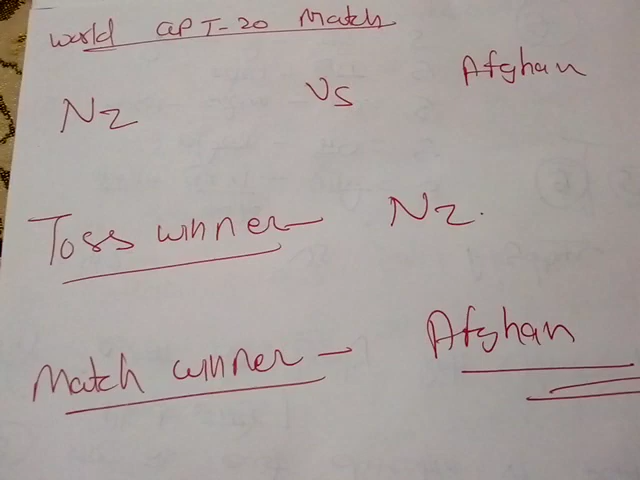 World cup T-20 Match
NZ VS Afghan
Toss winner - NZ.
Match winner - Afghan